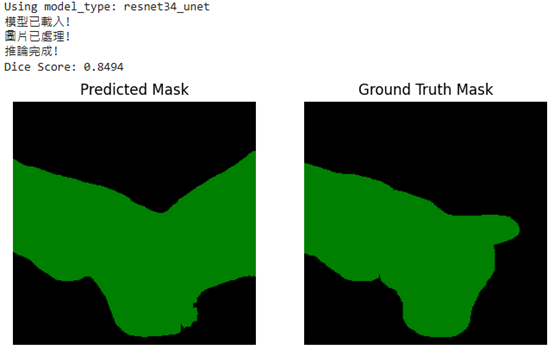 Using model_type: resnet34_unet
模型已載入!
圖片已處理!
推論完成!
Dice Score: 0.8494
Predicted Mask
Ground Truth Mask